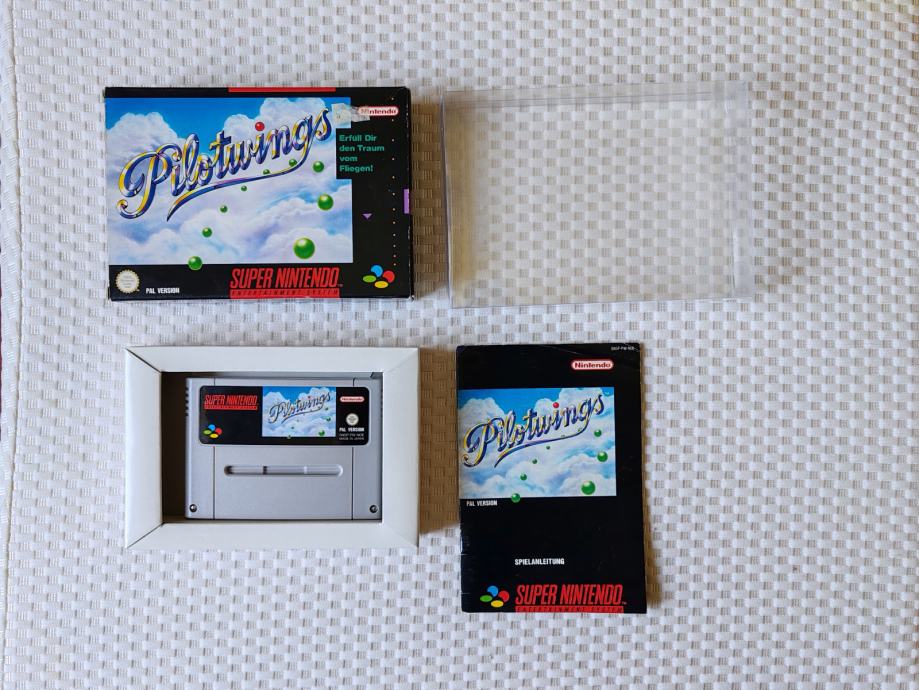 Pilotwings
Nintendo
Erfüll Dir
den Traum
vom
Fliegen!
PAL VERSION
SUPER NINTENDO
ENTERTAINMENT SYSTEM
SUPER NINTENDO
ENTERTAINMENT SYSTEM
Pilotwings
Nintendo
PAL VERSION
MADE IN JAPAN
Nintendo
Pilotwings
PAL VERSION
SPIELANLEITUNG
SUPER NINTENDO
ENTERTAINMENT SYSTEM